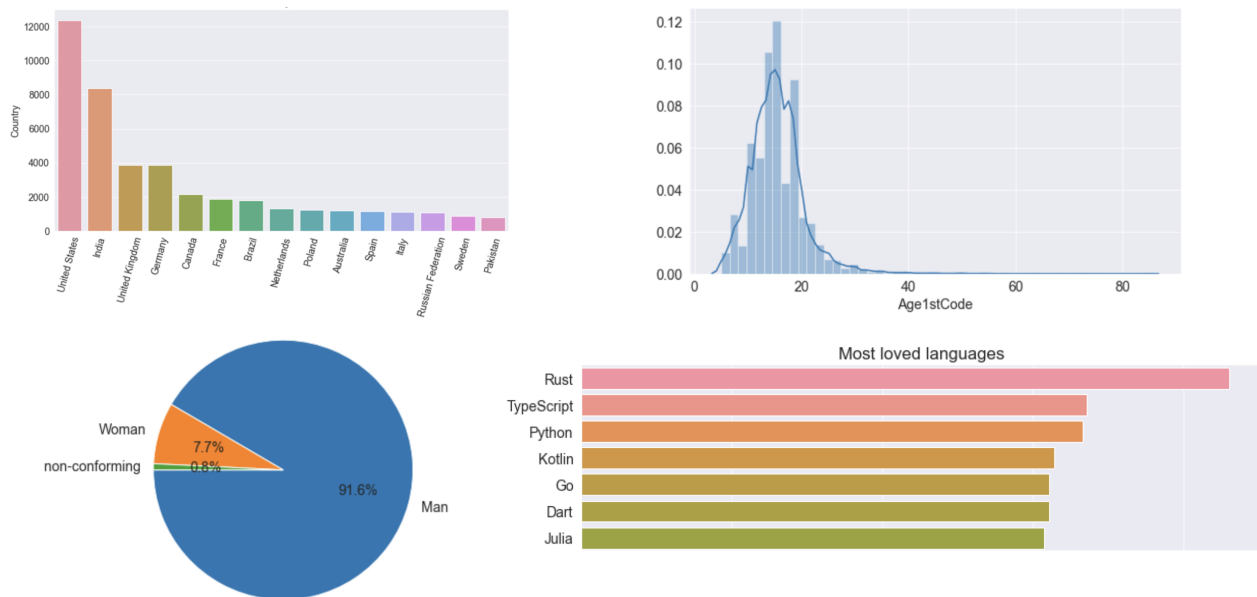 12000
10000
8000
6000
4000
2000
0
Country
United States
India
United Kingdom
Germany
Canada
France
Brazil
Netherlands
Poland
Australia
Spain
Italy
Russian Federation
Sweden
Pakistan
0.12
0.10
0.08
0.06
0.04
0.02
0.00
0 20 40 60 80
Age1stCode
Woman
7.7%
non-conforming
0.8%
91.6%
Man
Most loved languages
Rust
TypeScript
Python
Kotlin
Go
Dart
Julia